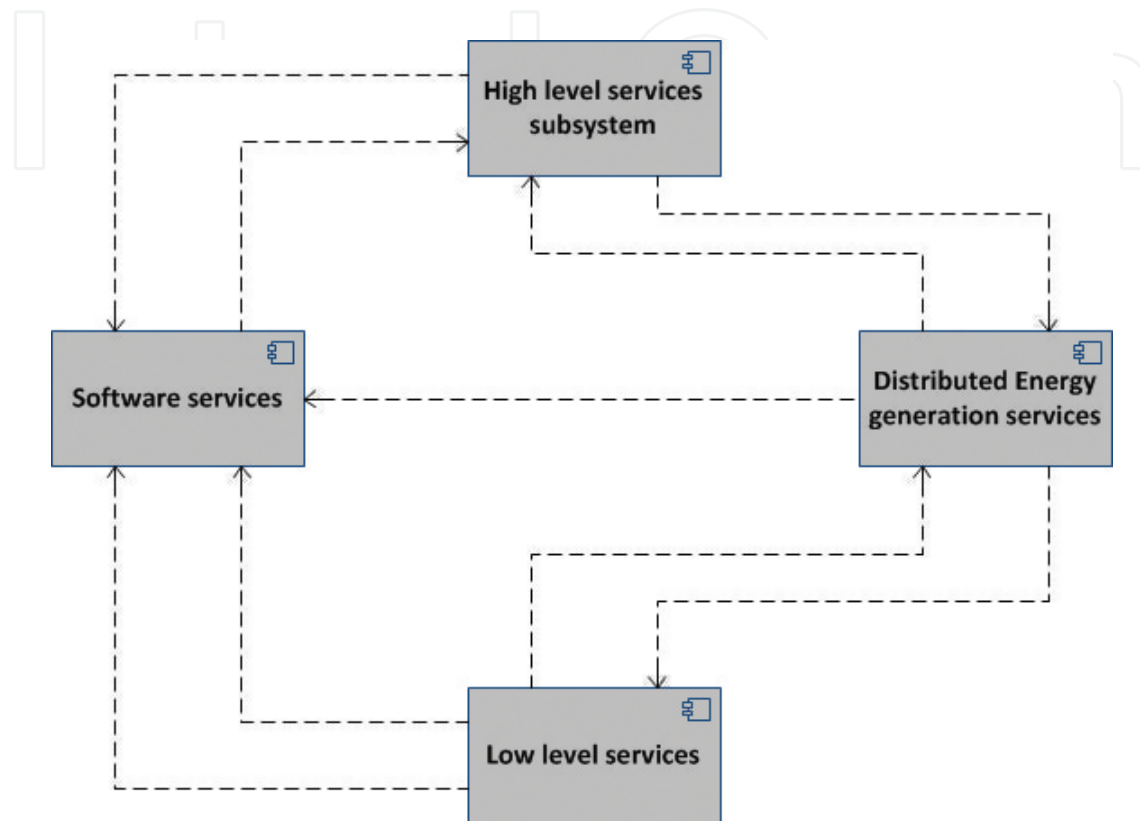 High level services
subsystem
Software services
Distributed Energy
generation services
Low level services